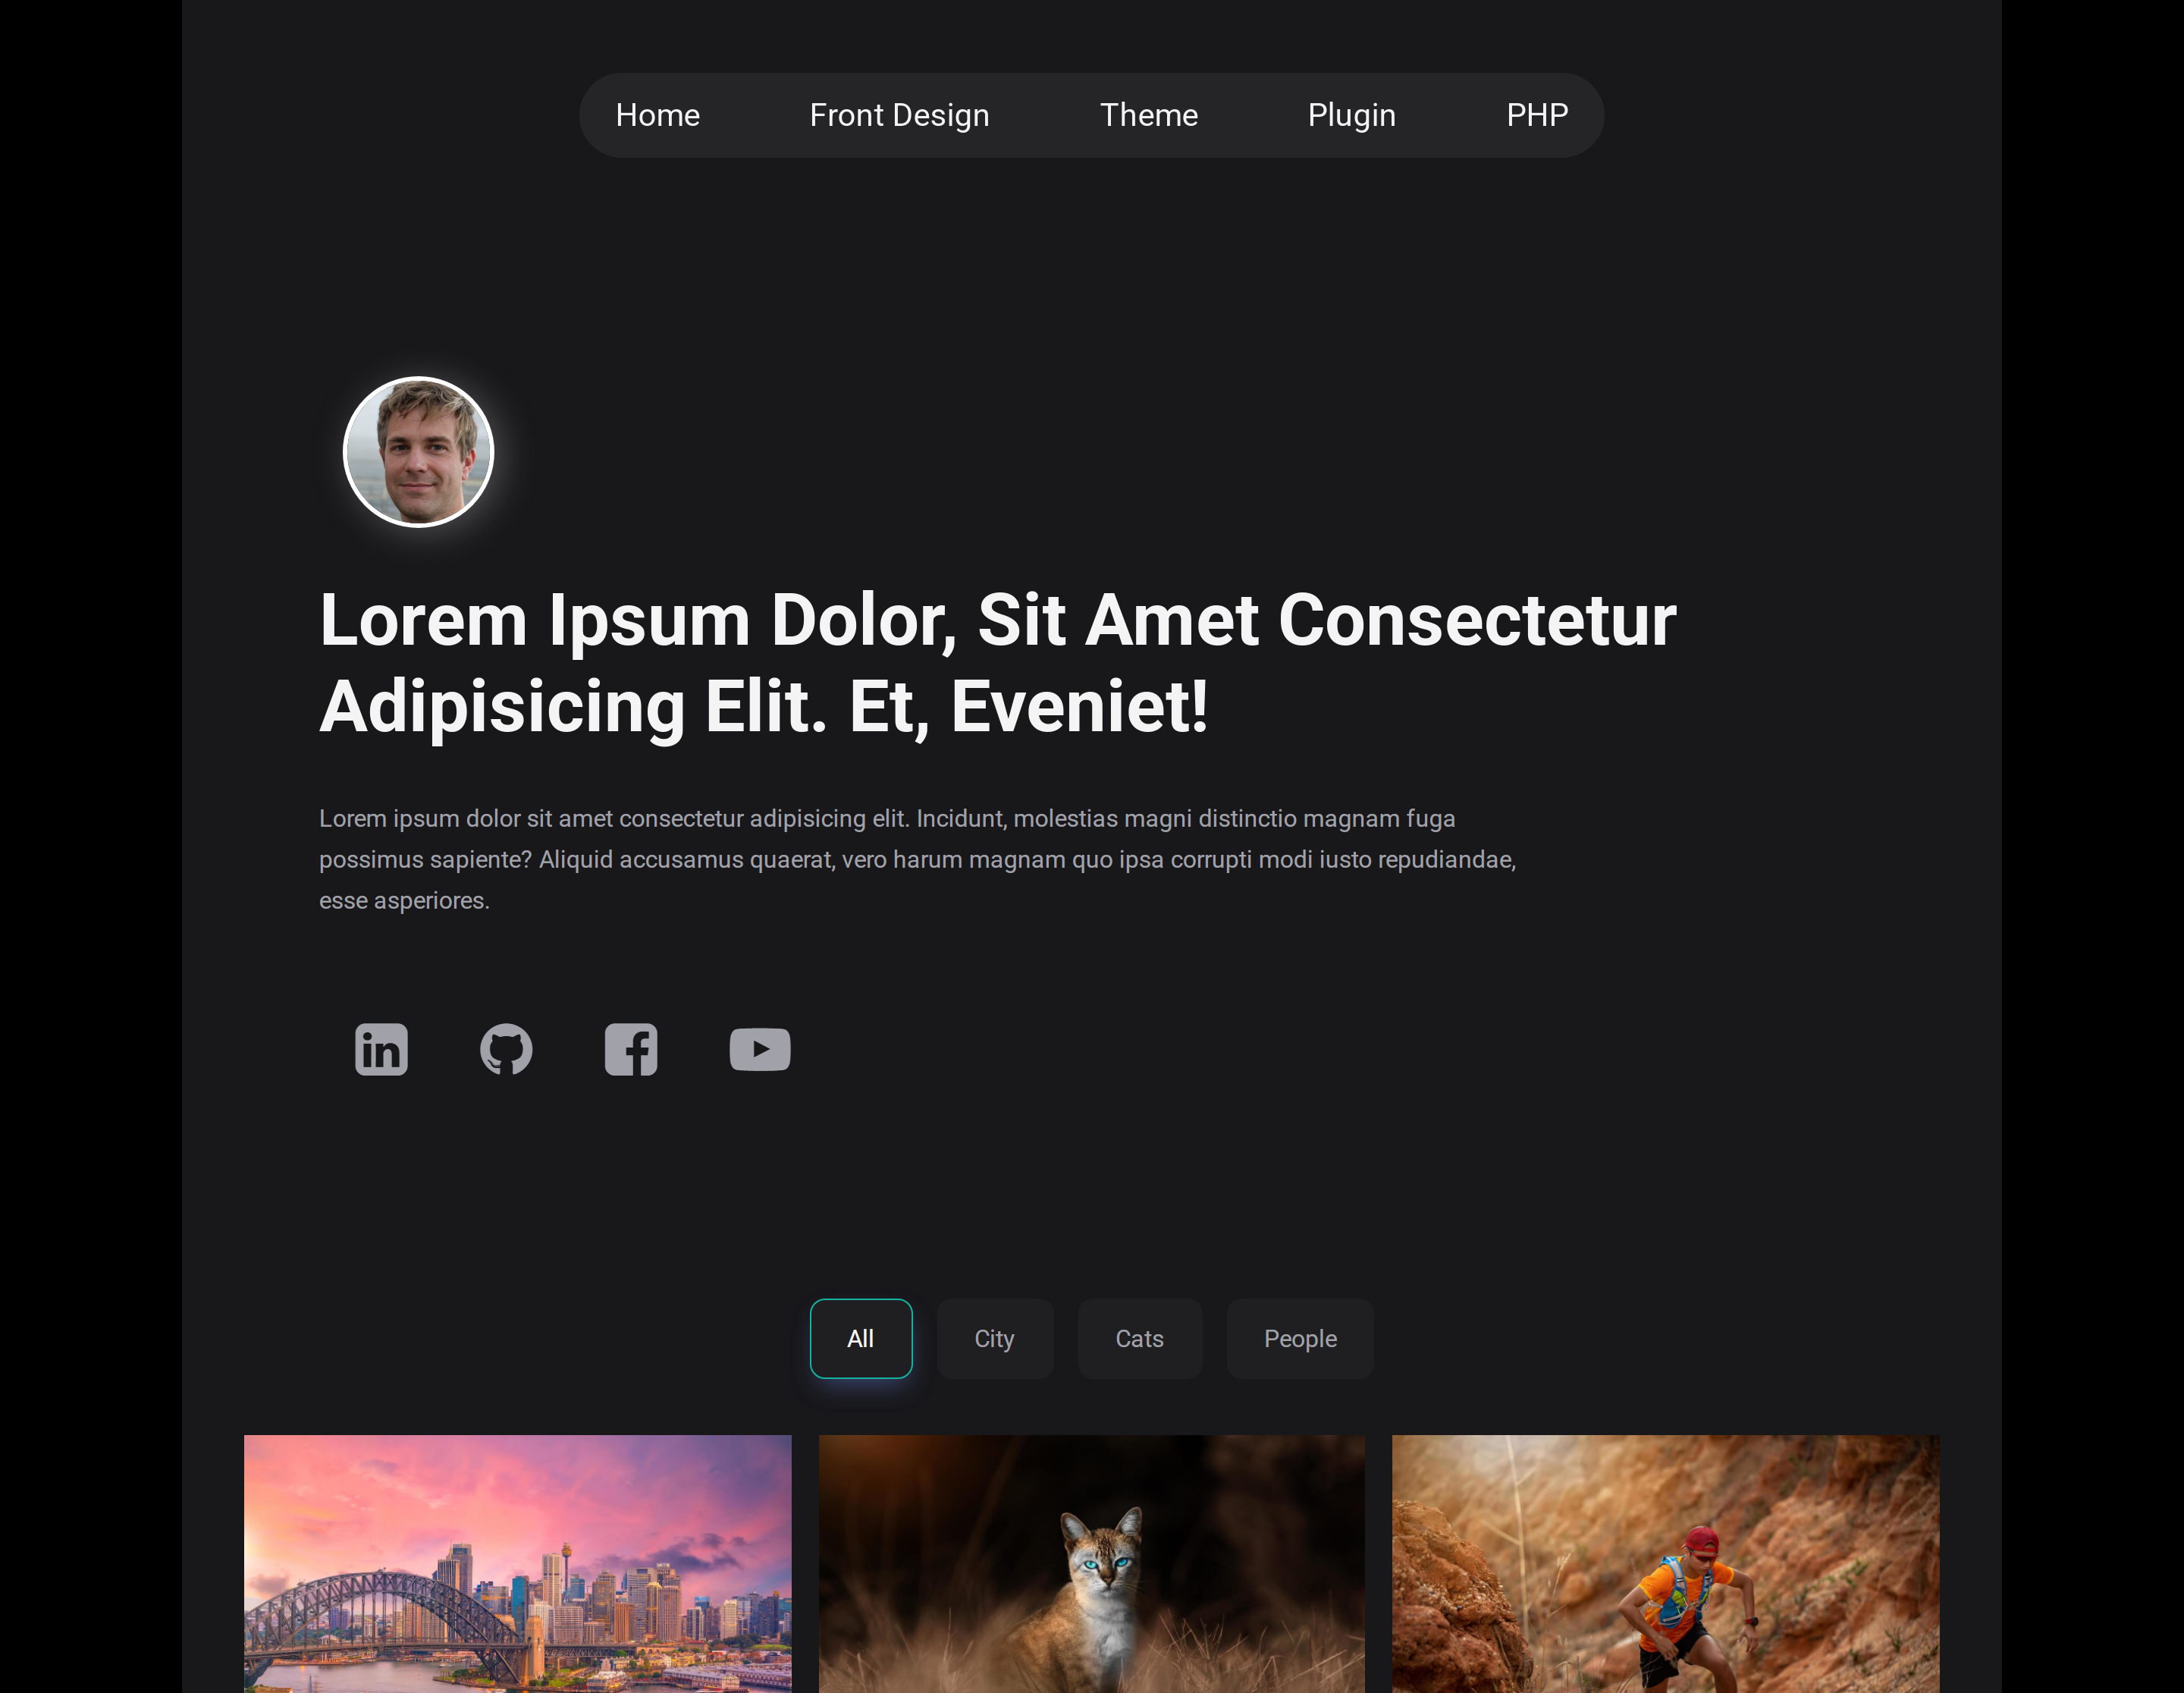 Home Front Design Theme Plugin PHP
Lorem Ipsum Dolor, Sit Amet Consectetur
Adipisicing Elit. Et, Eveniet!
Lorem ipsum dolor sit amet consectetur adipisicing elit. Incidunt, molestias magni distinctio magnam fuga
possimus sapiente? Aliquid accusamus quaerat, vero harum magnam quo ipsa corrupti modi iusto repudiandae,
esse asperiores.
in
All City Cats People